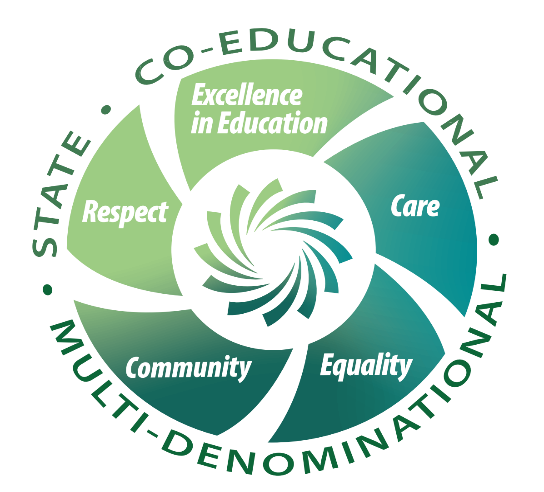 STATE • CO-EDUCATIONAL • MULTI-DENOMINATIONAL •
Excellence
in Education
Care
Equality
Community
Respect